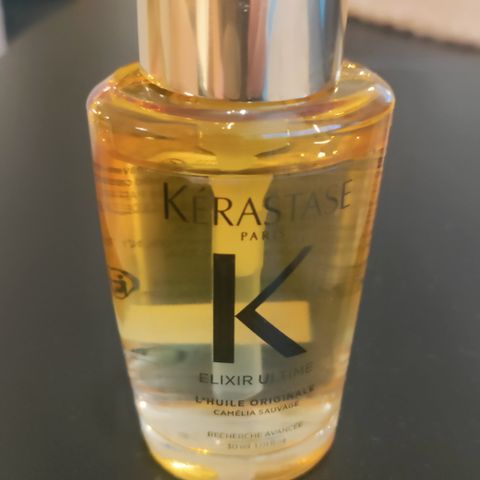 KÉRASTASE
PARIS
K
ELIXIR ULTIME
L'HUILE ORIGINALE
CAMÉLIA SAUVAGE
RECHERCHE AVANCÉE